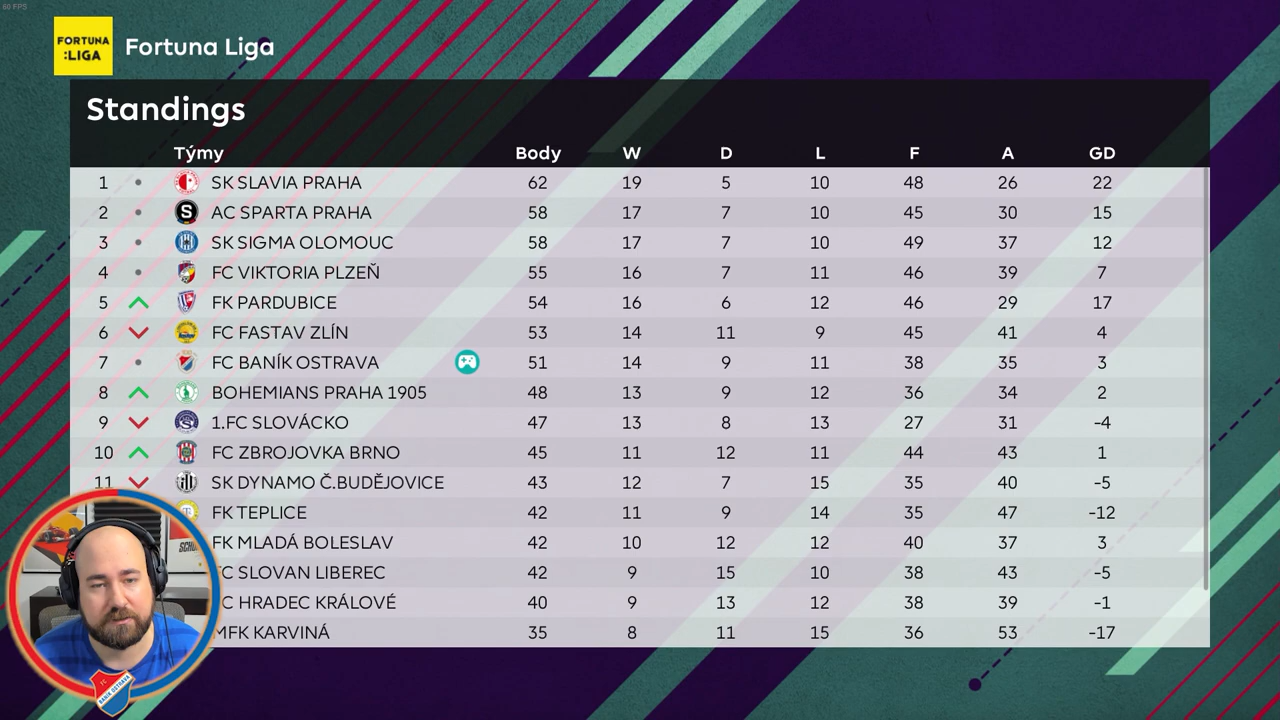 60 FPS
FORTUNA
:LIGA
Fortuna Liga
Standings
Týmy Body W D L F A GD
1 SK SLAVIA PRAHA 62 19 5 10 48 26 22
2 AC SPARTA PRAHA 58 17 7 10 45 30 15
3 SK SIGMA OLOMOUC 58 17 7 10 49 37 12
4 FC VIKTORIA PLZEŇ 55 16 7 11 46 39 7
5 FK PARDUBICE 54 16 6 12 46 29 17
6 FC FASTAV ZLÍN 53 14 11 9 45 41 4
7 FC BANÍK OSTRAVA 51 14 9 11 38 35 3
8 BOHEMIANS PRAHA 1905 48 13 9 12 36 34 2
9 1.FC SLOVÁCKO 47 13 8 13 27 31 -4
10 FC ZBROJOVKA BRNO 45 11 12 11 44 43 1
11 SK DYNAMO Č.BUDĚJOVICE 43 12 7 15 35 40 -5
FK TEPLICE 42 11 9 14 35 47 -12
FK MLADÁ BOLESLAV 42 10 12 12 40 37 3
FC SLOVAN LIBEREC 42 9 15 10 38 43 -5
FC HRADEC KRÁLOVÉ 40 9 13 12 38 39 -1
MFK KARVINÁ 35 8 11 15 36 53 -17
FC
BANÍK OSTRAVA